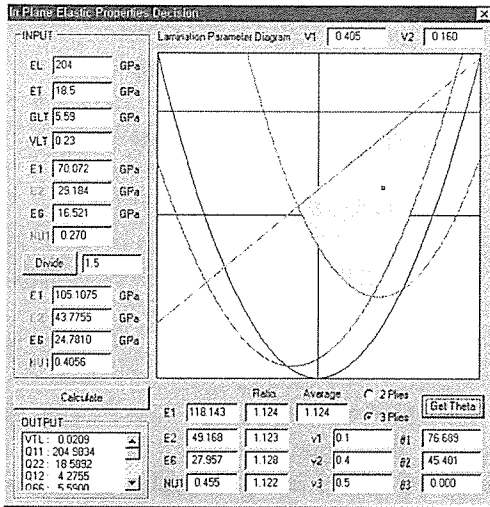 In Plane Elastic Properties Decision
INPUT
EL 204 GPa
ET 18.5 GPa
GLT 5.59 GPa
VLT 0.23
E1 70.072 GPa
E2 29.184 GPa
E6 16.521 GPa
NU1 0.270
Divide 1.5
E1 105.1075 GPa
E2 43.7755 GPa
E6 24.7810 GPa
NU1 0.4056
Calculate
OUTPUT
VTL : 0.0209
Q11 : 204.9834
Q22 : 18.5892
Q12 : 4.2755
Q66 : 5.5900
Lamination Parameter Diagram V1 0.405 V2 0.160
Ratio Average 2 Plies
E1 118.143 1.124 1.124 3 Plies Get Theta
E2 49.168 1.123 v1 0.1 θ1 76.689
E6 27.957 1.128 v2 0.4 θ2 45.401
NU1 0.455 1.122 v3 0.5 θ3 0.000